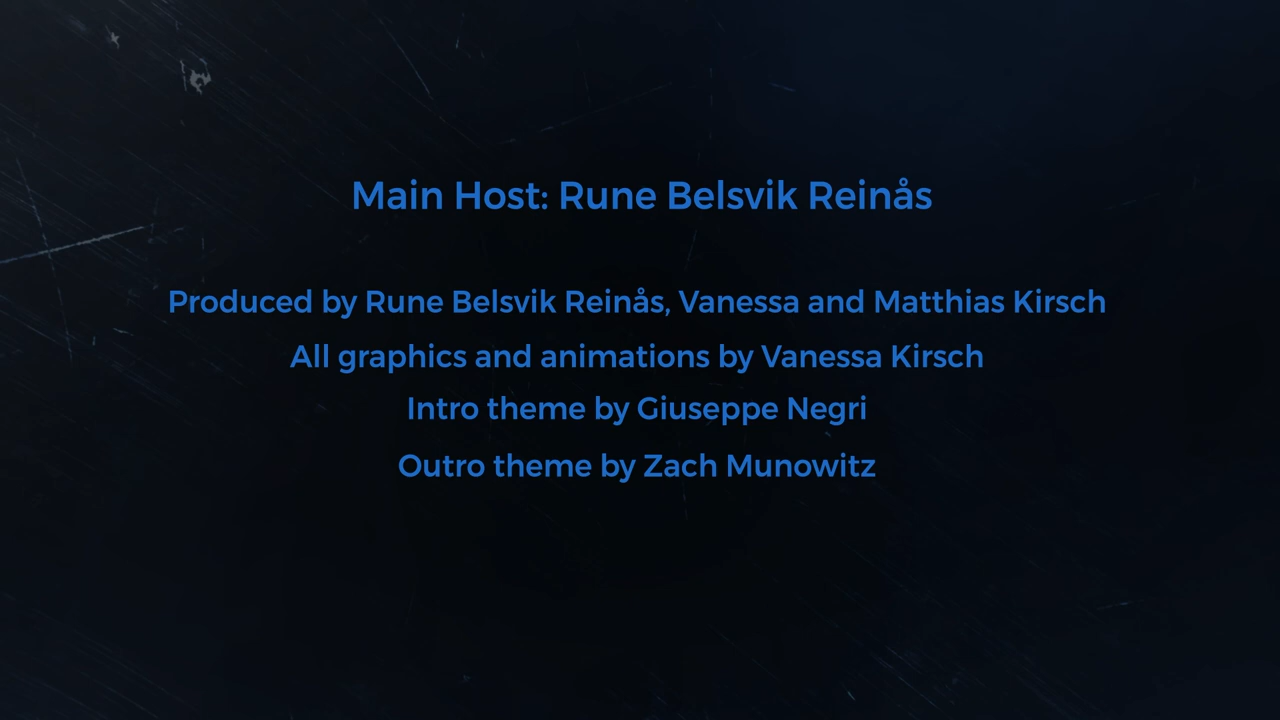 Main Host: Rune Belsvik Reinås
Produced by Rune Belsvik Reinås, Vanessa and Matthias Kirsch
All graphics and animations by Vanessa Kirsch
Intro theme by Giuseppe Negri
Outro theme by Zach Munowitz